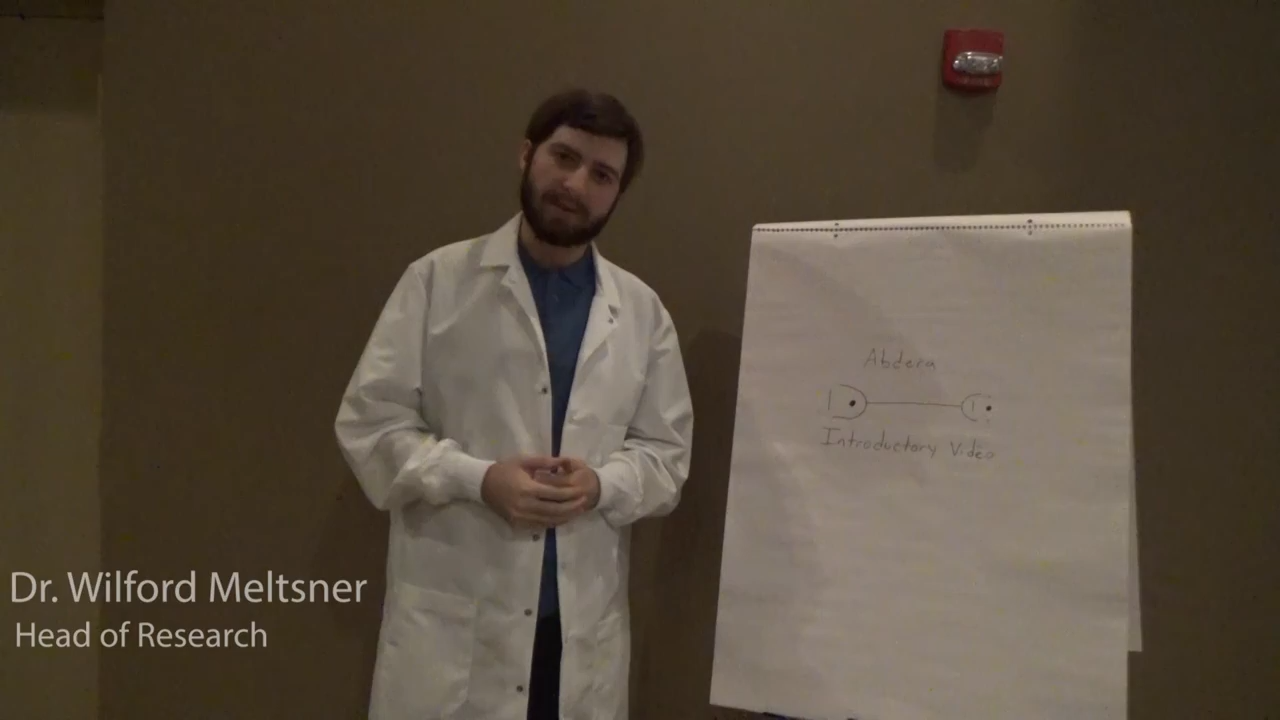 Abdera
Introductory Video
Dr. Wilford Meltsner
Head of Research